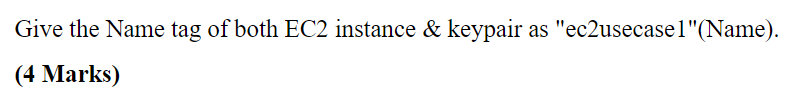 Give the Name tag of both EC2 instance & keypair as "ec2usecase1"(Name).
(4 Marks)